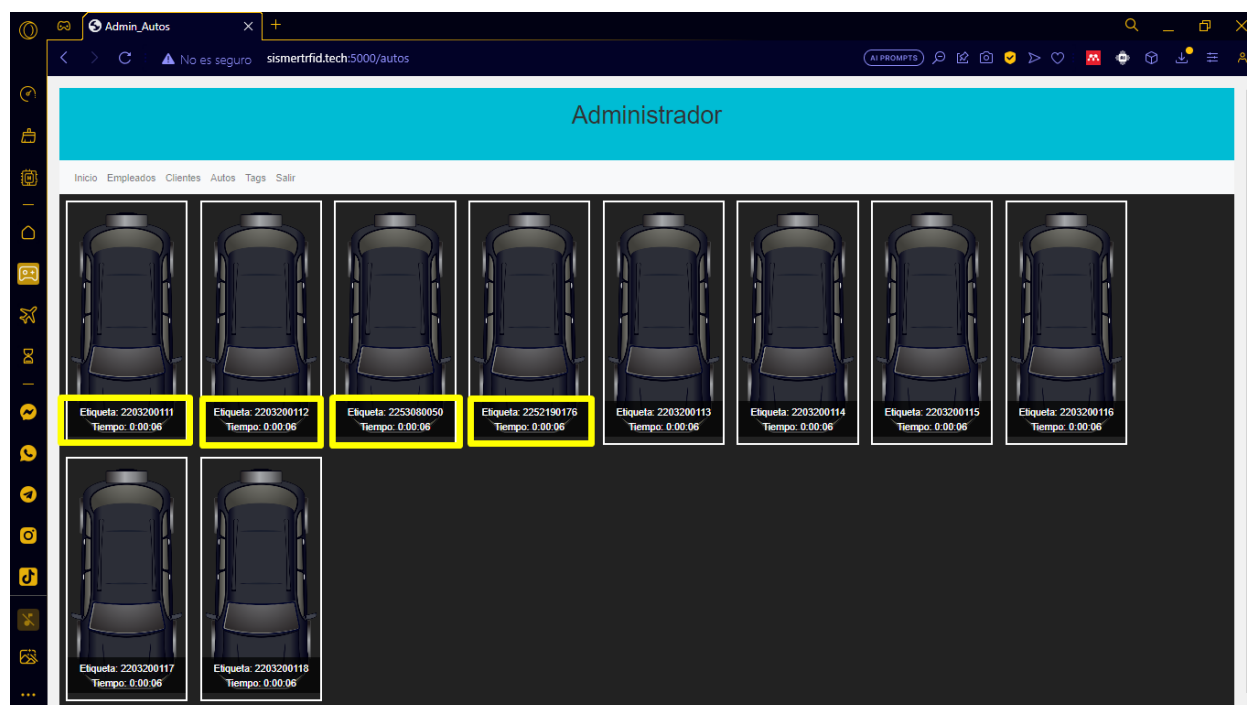 Admin_Autos
No es seguro sismertrfid.tech:5000/autos
AI PROMPTS
Administrador
Inicio Empleados Clientes Autos Tags Salir
Etiqueta: 2203200111
Tiempo: 0:00:06
Etiqueta: 2203200112
Tiempo: 0:00:06
Etiqueta: 2253080050
Tiempo: 0:00:06
Etiqueta: 2252190176
Tiempo: 0:00:06
Etiqueta: 2203200113
Tiempo: 0:00:06
Etiqueta: 2203200114
Tiempo: 0:00:06
Etiqueta: 2203200115
Tiempo: 0:00:06
Etiqueta: 2203200116
Tiempo: 0:00:06
Etiqueta: 2203200117
Tiempo: 0:00:06
Etiqueta: 2203200118
Tiempo: 0:00:06